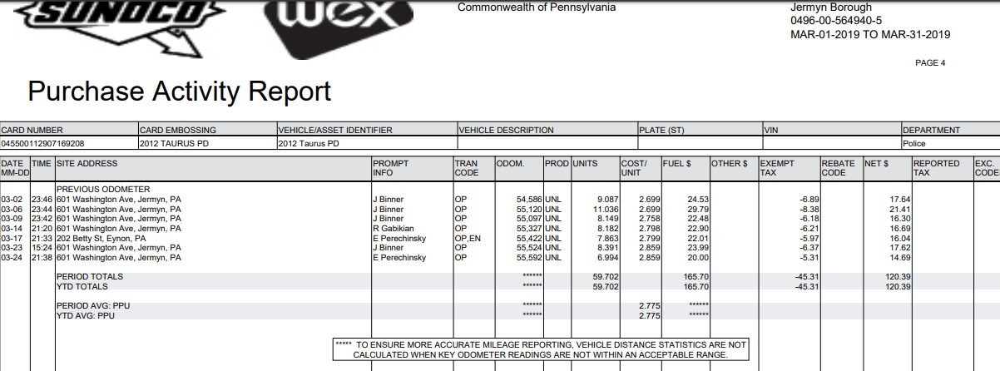 SUNOCO
wex
Commonwealth of Pennsylvania
Jermyn Borough
0496-00-564940-5
MAR-01-2019 TO MAR-31-2019
PAGE 4
Purchase Activity Report
CARD NUMBER CARD EMBOSSING VEHICLE/ASSET IDENTIFIER VEHICLE DESCRIPTION PLATE (ST) VIN DEPARTMENT
045500112907169208 2012 TAURUS PD 2012 Taurus PD Police
DATE TIME SITE ADDRESS PROMPT TRAN ODOM. PROD UNITS COST/ FUEL $ OTHER $ EXEMPT REBATE NET $ REPORTED EXC.
MM-DD INFO CODE UNIT TAX CODE TAX CODE
PREVIOUS ODOMETER
03-02 23:46 601 Washington Ave, Jermyn, PA J Binner OP 54,586 UNL 9.087 2.699 24.53 -6.89 17.64
03-06 23:44 601 Washington Ave, Jermyn, PA J Binner OP 55,120 UNL 11.036 2.699 29.79 -8.38 21.41
03-09 23:42 601 Washington Ave, Jermyn, PA J Binner OP 55,097 UNL 8.149 2.758 22.48 -6.18 16.30
03-14 21:20 601 Washington Ave, Jermyn, PA R Gabikian OP 55,327 UNL 8.182 2.798 22.90 -6.21 16.69
03-17 21:33 202 Betty St, Eynon, PA E Perechinsky OP,EN 55,422 UNL 7.863 2.799 22.01 -5.97 16.04
03-23 15:24 601 Washington Ave, Jermyn, PA J Binner OP 55,524 UNL 8.391 2.859 23.99 -6.37 17.62
03-24 21:38 601 Washington Ave, Jermyn, PA E Perechinsky OP 55,592 UNL 6.994 2.859 20.00 -5.31 14.69
PERIOD TOTALS ****** 59.702 165.70 -45.31 120.39
YTD TOTALS ****** 59.702 165.70 -45.31 120.39
PERIOD AVG: PPU ****** 2.775 ******
YTD AVG: PPU ****** 2.775 ******
***** TO ENSURE MORE ACCURATE MILEAGE REPORTING, VEHICLE DISTANCE STATISTICS ARE NOT
CALCULATED WHEN KEY ODOMETER READINGS ARE NOT WITHIN AN ACCEPTABLE RANGE.